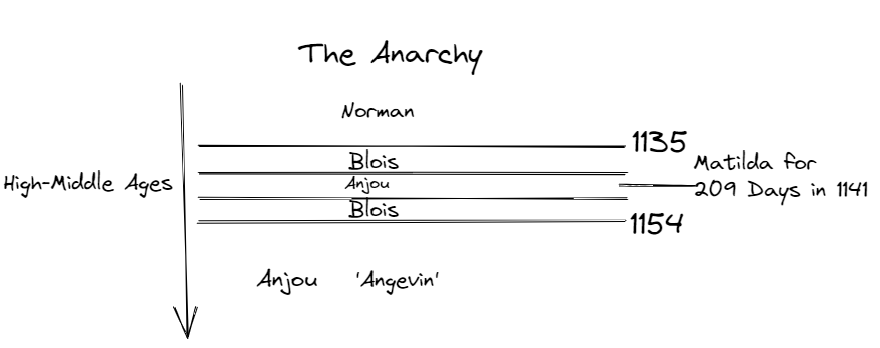 The Anarchy
Norman
1135
Blois
Matilda for
High-Middle Ages
Anjou
209 Days in 1141
Blois
1154
Anjou 'Angevin'